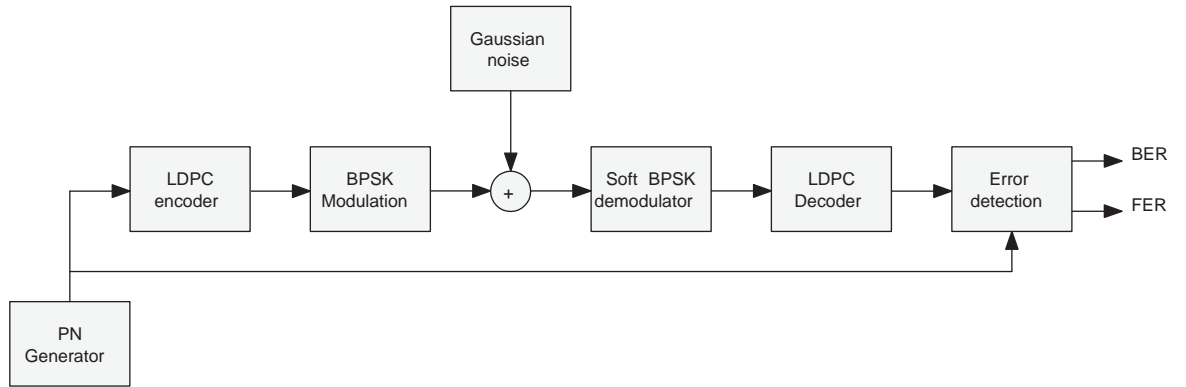 Gaussian
noise
LDPC
encoder
BPSK
Modulation
+
Soft BPSK
demodulator
LDPC
Decoder
Error
detection
BER
FER
PN
Generator